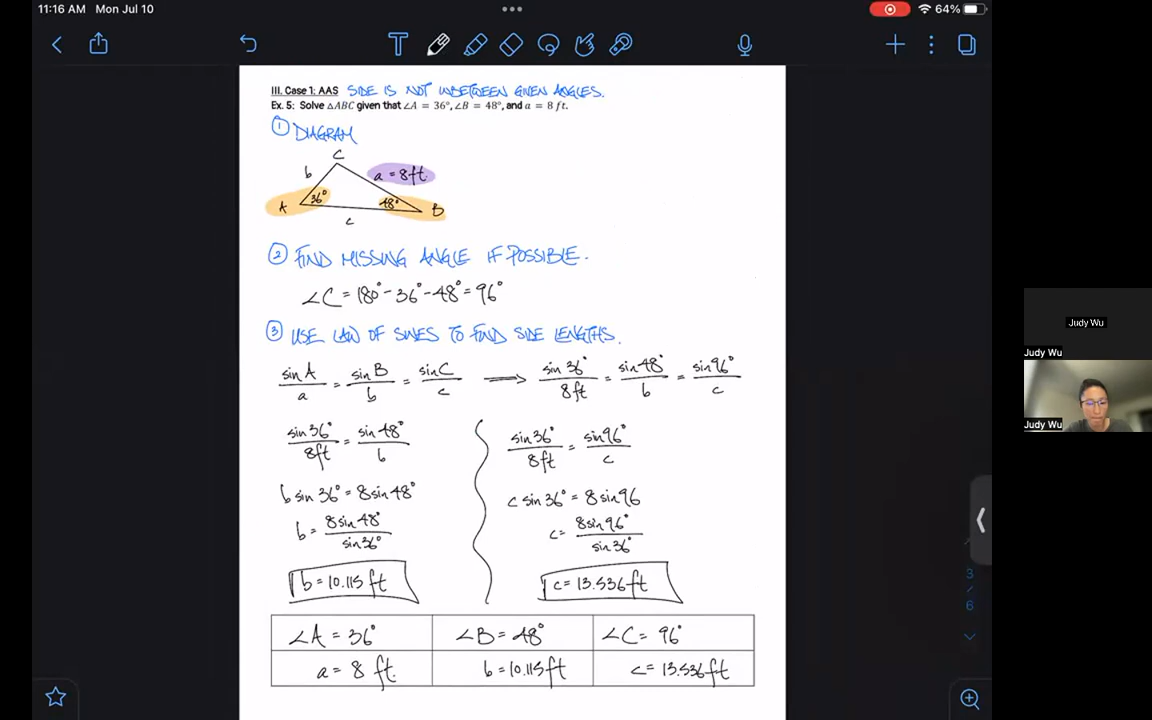 11:16 AM Mon Jul 10
64%
III. Case 1: AAS SIDE IS NOT INBETWEEN GIVEN ANGLES.
Ex. 5: Solve △ABC given that ∠A = 36°, ∠B = 48°, and a = 8 ft.
① DIAGRAM
C
b a = 8ft.
A 36° 48° B
c
② FIND MISSING ANGLE IF POSSIBLE.
∠C = 180° - 36° - 48° = 96°
③ USE LAW OF SINES TO FIND SIDE LENGTHS.
sin A / a = sin B / b = sin C / c ⟶ sin 36° / 8ft = sin 48° / b = sin 96° / c
sin 36° / 8ft = sin 48° / b
b sin 36° = 8 sin 48°
b = 8 sin 48° / sin 36°
b = 10.115 ft
sin 36° / 8ft = sin 96° / c
c sin 36° = 8 sin 96
c = 8 sin 96° / sin 36°
c = 13.536 ft
∠A = 36° ∠B = 48° ∠C = 96°
a = 8 ft. b = 10.115 ft c = 13.536 ft
3 / 6
Judy Wu
Judy Wu
Judy Wu